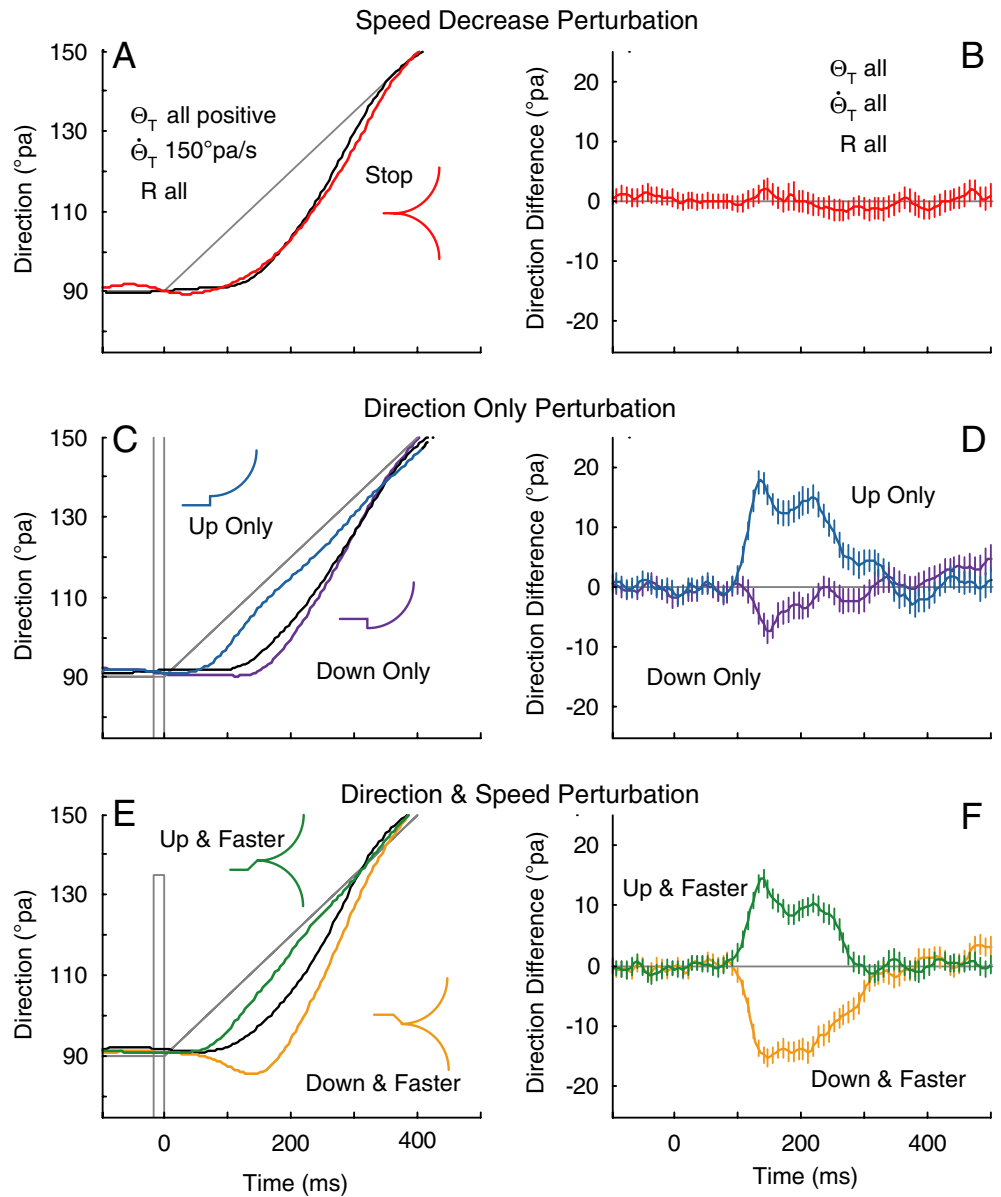 Speed Decrease Perturbation
A
Direction (°pa)
150
130
110
90
Θ_T all positive
Θ̇_T 150°pa/s
R all
Stop
B
Direction Difference (°pa)
20
10
0
-10
-20
Θ_T all
Θ̇_T all
R all
Direction Only Perturbation
C
Direction (°pa)
150
130
110
90
Up Only
Down Only
D
Direction Difference (°pa)
20
10
0
-10
-20
Up Only
Down Only
Direction & Speed Perturbation
E
Direction (°pa)
150
130
110
90
Up & Faster
Down & Faster
0
200
400
Time (ms)
F
Direction Difference (°pa)
20
10
0
-10
-20
Up & Faster
Down & Faster
0
200
400
Time (ms)